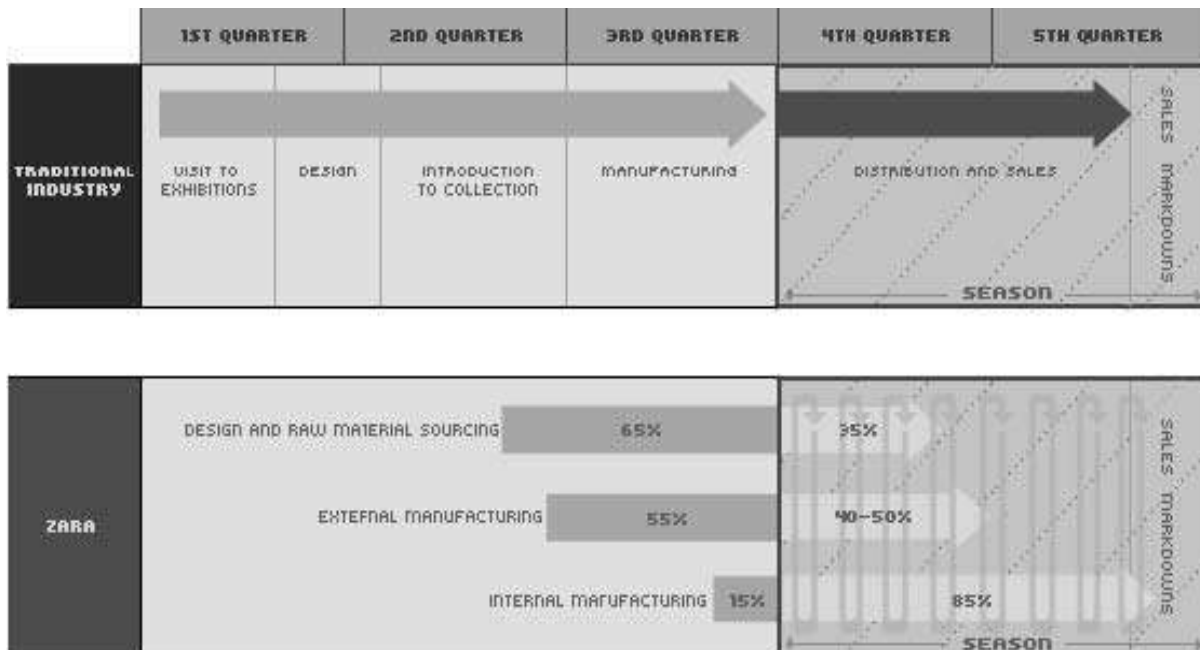 1ST QUARTER
2ND QUARTER
3RD QUARTER
4TH QUARTER
5TH QUARTER
TRADITIONAL
INDUSTRY
VISIT TO
EXHIBITIONS
DESIGN
INTRODUCTION
TO COLLECTION
MANUFACTURING
DISTRIBUTION AND SALES
SALES MARKDOWNS
SEASON
ZARA
DESIGN AND RAW MATERIAL SOURCING
65%
35%
EXTERNAL MANUFACTURING
55%
40-50%
INTERNAL MANUFACTURING
15%
85%
SALES MARKDOWNS
SEASON